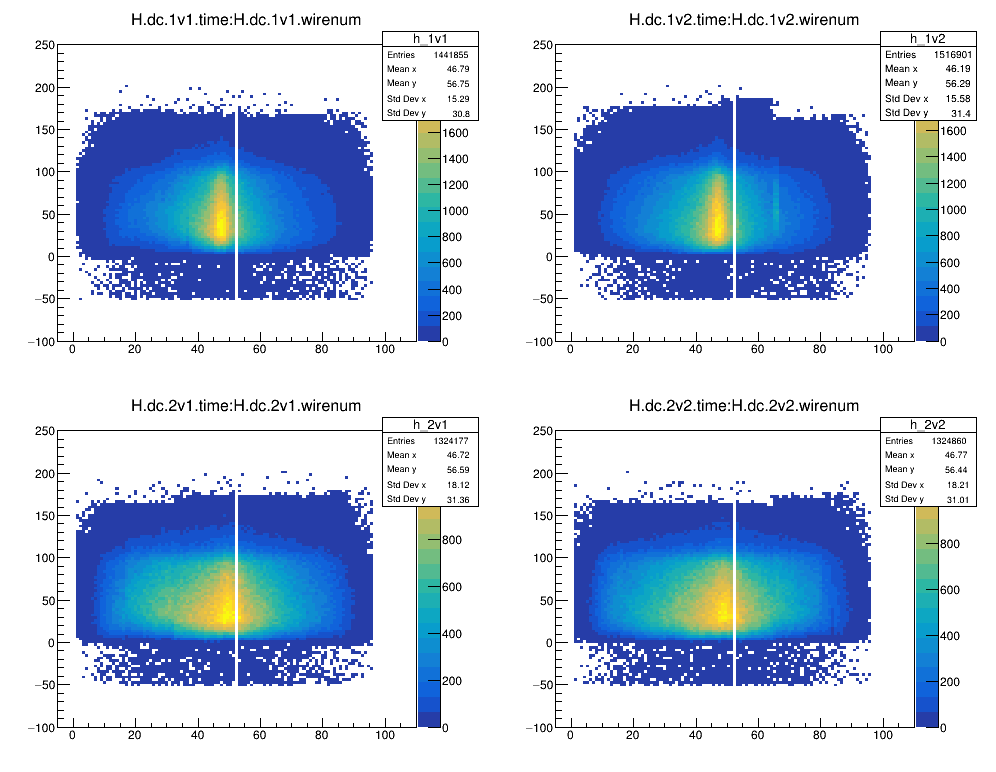 H.dc.1v1.time:H.dc.1v1.wirenum
h_1v1
Entries 1441855
Mean x 46.79
Mean y 56.75
Std Dev x 15.29
Std Dev y 30.8
250
200
150
100
50
0
−50
−100
0 20 40 60 80 100
1600
1400
1200
1000
800
600
400
200
0
H.dc.1v2.time:H.dc.1v2.wirenum
h_1v2
Entries 1516901
Mean x 46.19
Mean y 56.29
Std Dev x 15.58
Std Dev y 31.4
250
200
150
100
50
0
−50
−100
0 20 40 60 80 100
1600
1400
1200
1000
800
600
400
200
0
H.dc.2v1.time:H.dc.2v1.wirenum
h_2v1
Entries 1324177
Mean x 46.72
Mean y 56.59
Std Dev x 18.12
Std Dev y 31.36
250
200
150
100
50
0
−50
−100
0 20 40 60 80 100
800
600
400
200
0
H.dc.2v2.time:H.dc.2v2.wirenum
h_2v2
Entries 1324860
Mean x 46.77
Mean y 56.44
Std Dev x 18.21
Std Dev y 31.01
250
200
150
100
50
0
−50
−100
0 20 40 60 80 100
800
600
400
200
0